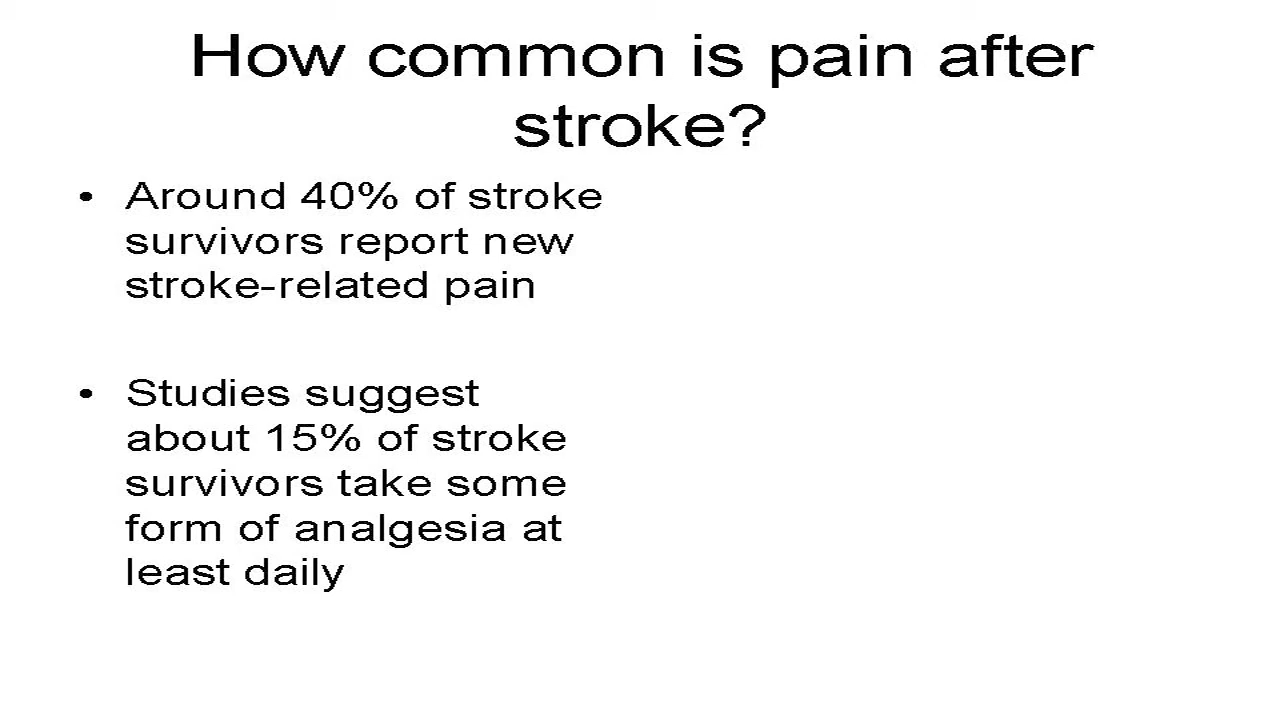 How common is pain after
stroke?
• Around 40% of stroke
survivors report new
stroke-related pain
• Studies suggest
about 15% of stroke
survivors take some
form of analgesia at
least daily